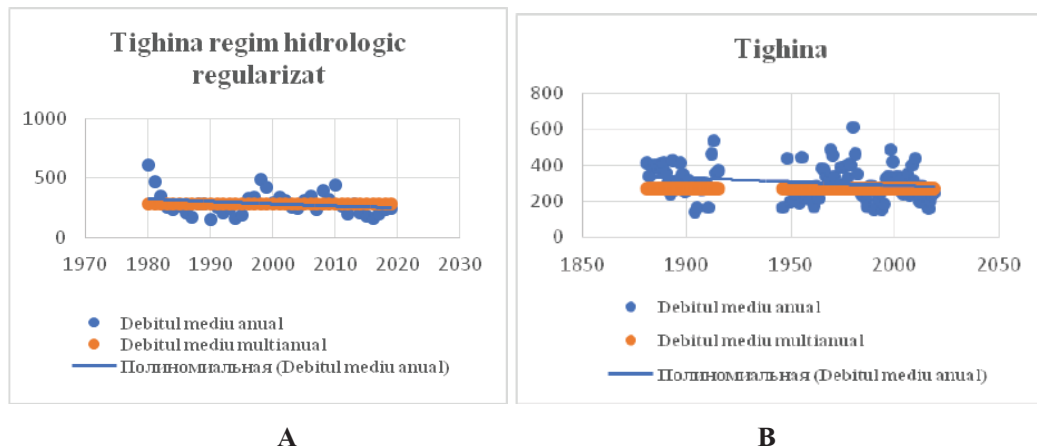 Tighina regim hidrologic
regularizat
1000
500
0
1970 1980 1990 2000 2010 2020 2030
Debitul mediu anual
Debitul mediu multianual
Полиномиальная (Debitul mediu anual)
A
Tighina
800
600
400
200
0
1850 1900 1950 2000 2050
Debitul mediu anual
Debitul mediu multianual
Полиномиальная (Debitul mediu anual)
B